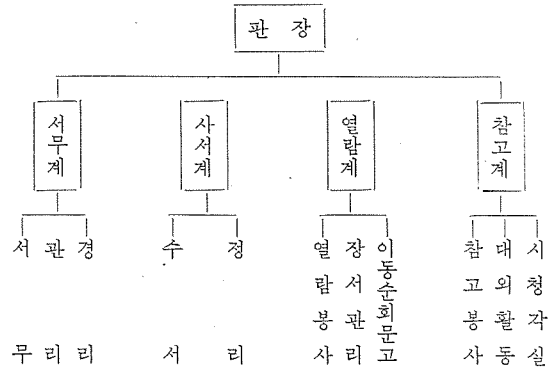 판 장
서무계
사서계
열람계
참고계
서 무
관 리
경 리
수 서
정 리
열람봉사
장서관리
이동순회문고
참고봉사
대외활동
시청각실